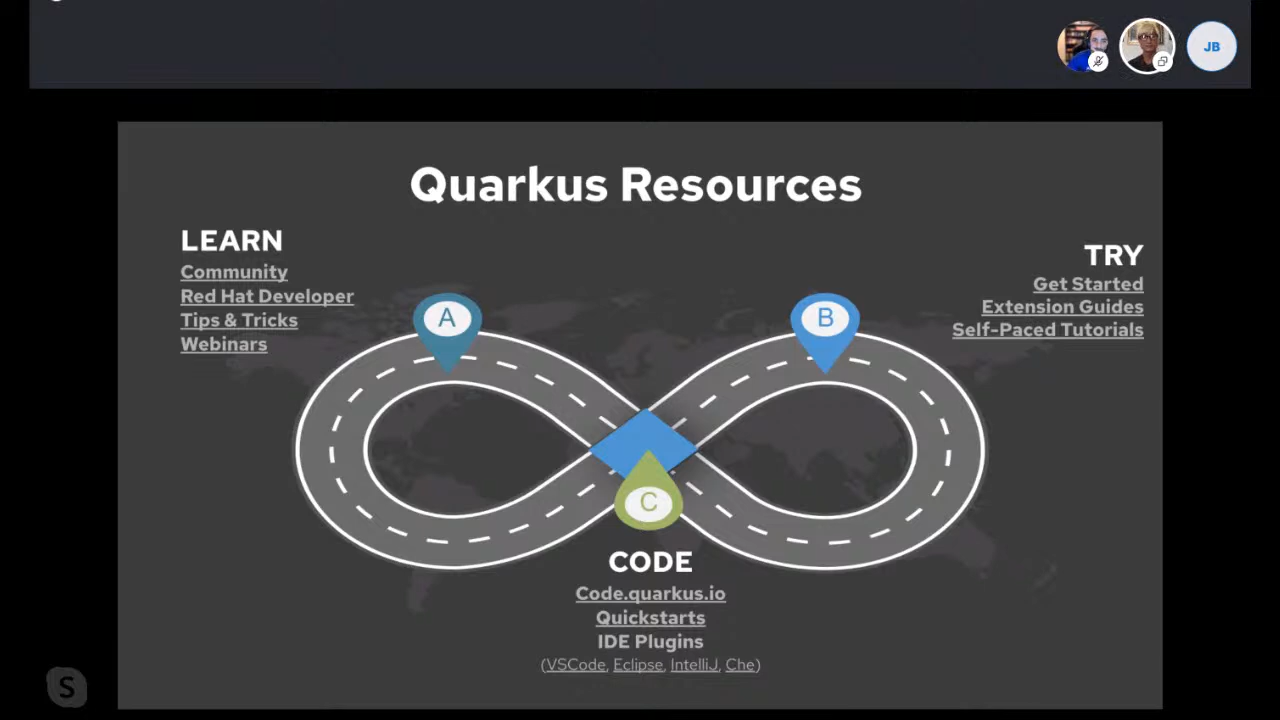 JB
Quarkus Resources
LEARN
Community
Red Hat Developer
Tips & Tricks
Webinars
TRY
Get Started
Extension Guides
Self-Paced Tutorials
A
B
C
CODE
Code.quarkus.io
Quickstarts
IDE Plugins
(VSCode, Eclipse, IntelliJ, Che)
S